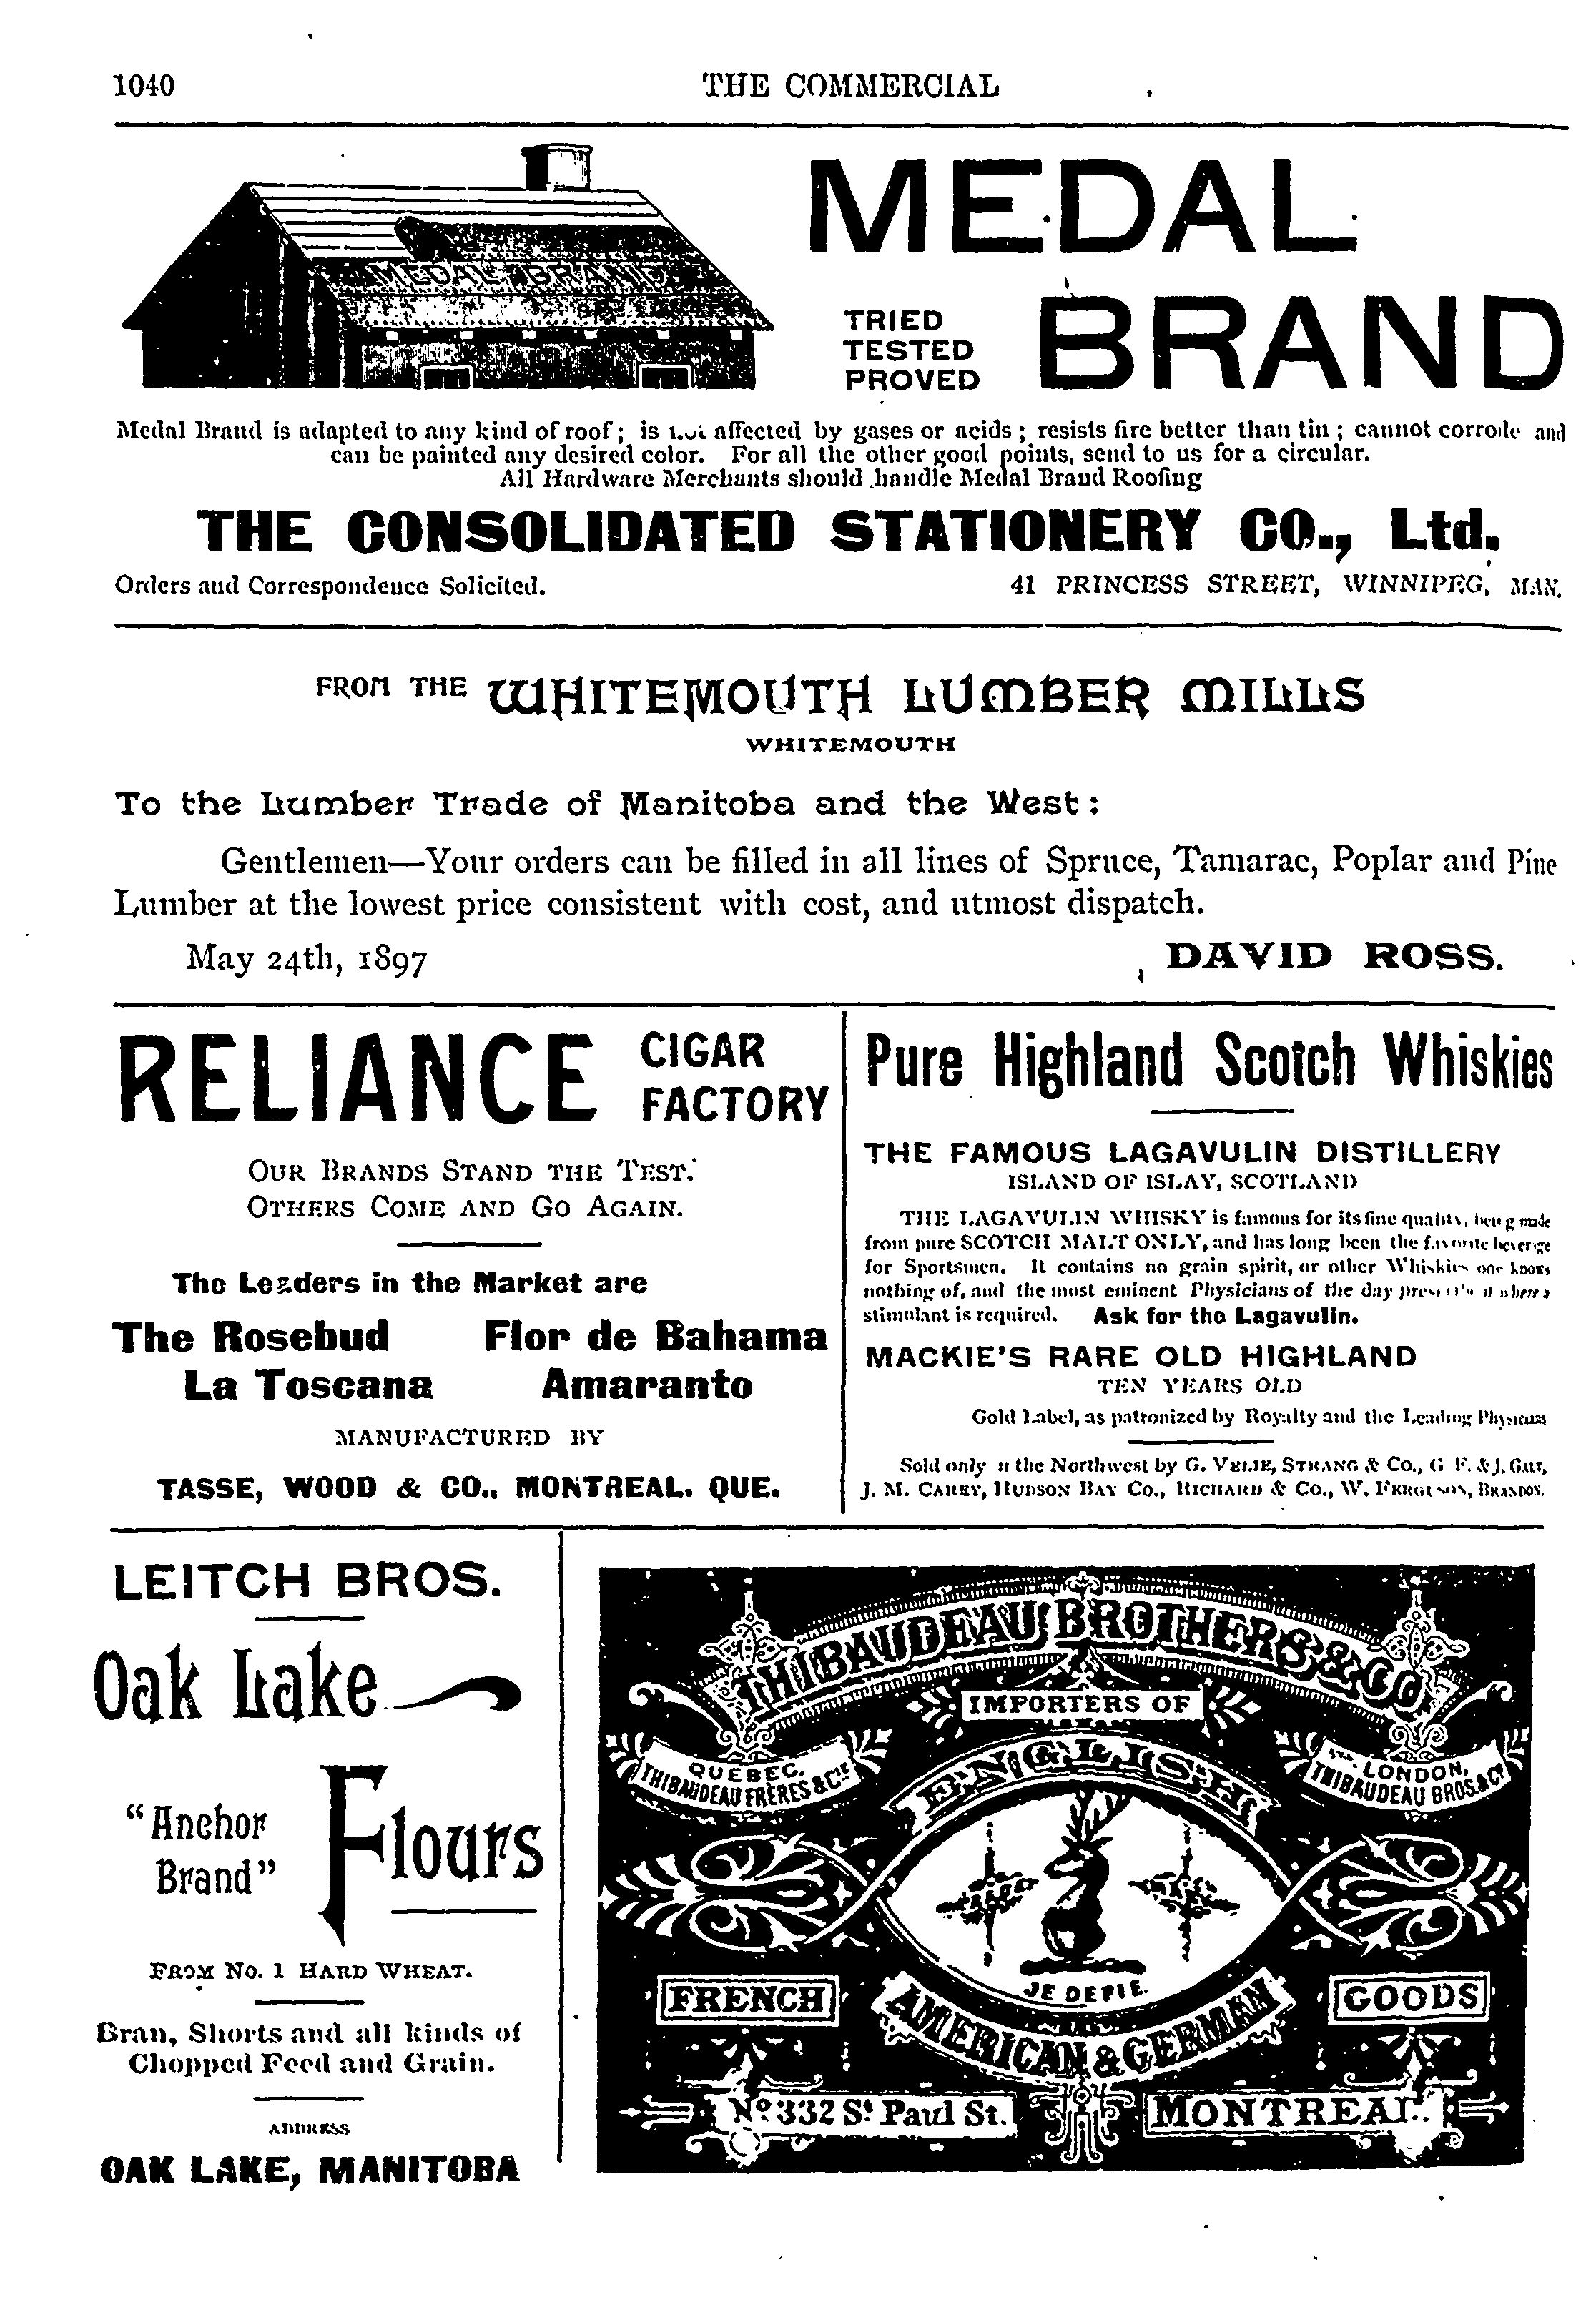 1040 THE COMMERCIAL
MEDAL BRAND
MEDAL
TRIED
TESTED
PROVED
BRAND
Medal Brand is adapted to any kind of roof; is not affected by gases or acids; resists fire better than tin; cannot corrode and
can be painted any desired color. For all the other good points, send to us for a circular.
All Hardware Merchants should handle Medal Brand Roofing
THE CONSOLIDATED STATIONERY CO., Ltd.
Orders and Correspondence Solicited. 41 PRINCESS STREET, WINNIPEG, MAN.
FROM THE WHITEMOUTH LUMBER MILLS
WHITEMOUTH
To the Lumber Trade of Manitoba and the West:
Gentlemen—Your orders can be filled in all lines of Spruce, Tamarac, Poplar and Pine
Lumber at the lowest price consistent with cost, and utmost dispatch.
May 24th, 1897 DAVID ROSS.
RELIANCE CIGAR
FACTORY
OUR BRANDS STAND THE TEST.
OTHERS COME AND GO AGAIN.
The Leaders in the Market are
The Rosebud Flor de Bahama
La Toscana Amaranto
MANUFACTURED BY
TASSE, WOOD & CO., MONTREAL. QUE.
Pure Highland Scotch Whiskies
THE FAMOUS LAGAVULIN DISTILLERY
ISLAND OF ISLAY, SCOTLAND
THE LAGAVULIN WHISKY is famous for its fine quality, being made
from pure SCOTCH MALT ONLY, and has long been the favorite beverge
for Sportsmen. It contains no grain spirit, or other Whiskies one knows
nothing of, and the most eminent Physicians of the day prescribe it where a
stimnlant is required. Ask for the Lagavulin.
MACKIE'S RARE OLD HIGHLAND
TEN YEARS OLD
Gold Label, as patronized by Royalty and the Leading Physicians
Sold only in the Northwest by G. VELIE, STRANG & CO., G. F. & J. GALT,
J. M. CAREY, HUDSON BAY CO., RICHARD & CO., W. FERGUSON, BRANDON.
LEITCH BROS.
Oak Lake
"Anchor
Brand"
Flours
FROM NO. 1 HARD WHEAT.
Bran, Shorts and all kinds of
Chopped Feed and Grain.
ADDRESS
OAK LAKE, MANITOBA
THIBAUDEAU BROTHERS & CO.
IMPORTERS OF
QUEBEC.
THIBAUDEAU FRÈRES & CIE
ENGLISH
LONDON.
THIBAUDEAU BROS. & CO
TRADE MARK
JE DEFIE.
FRENCH
AMERICAN & GERMAN
GOODS
No 332 St Paul St. MONTREAL.